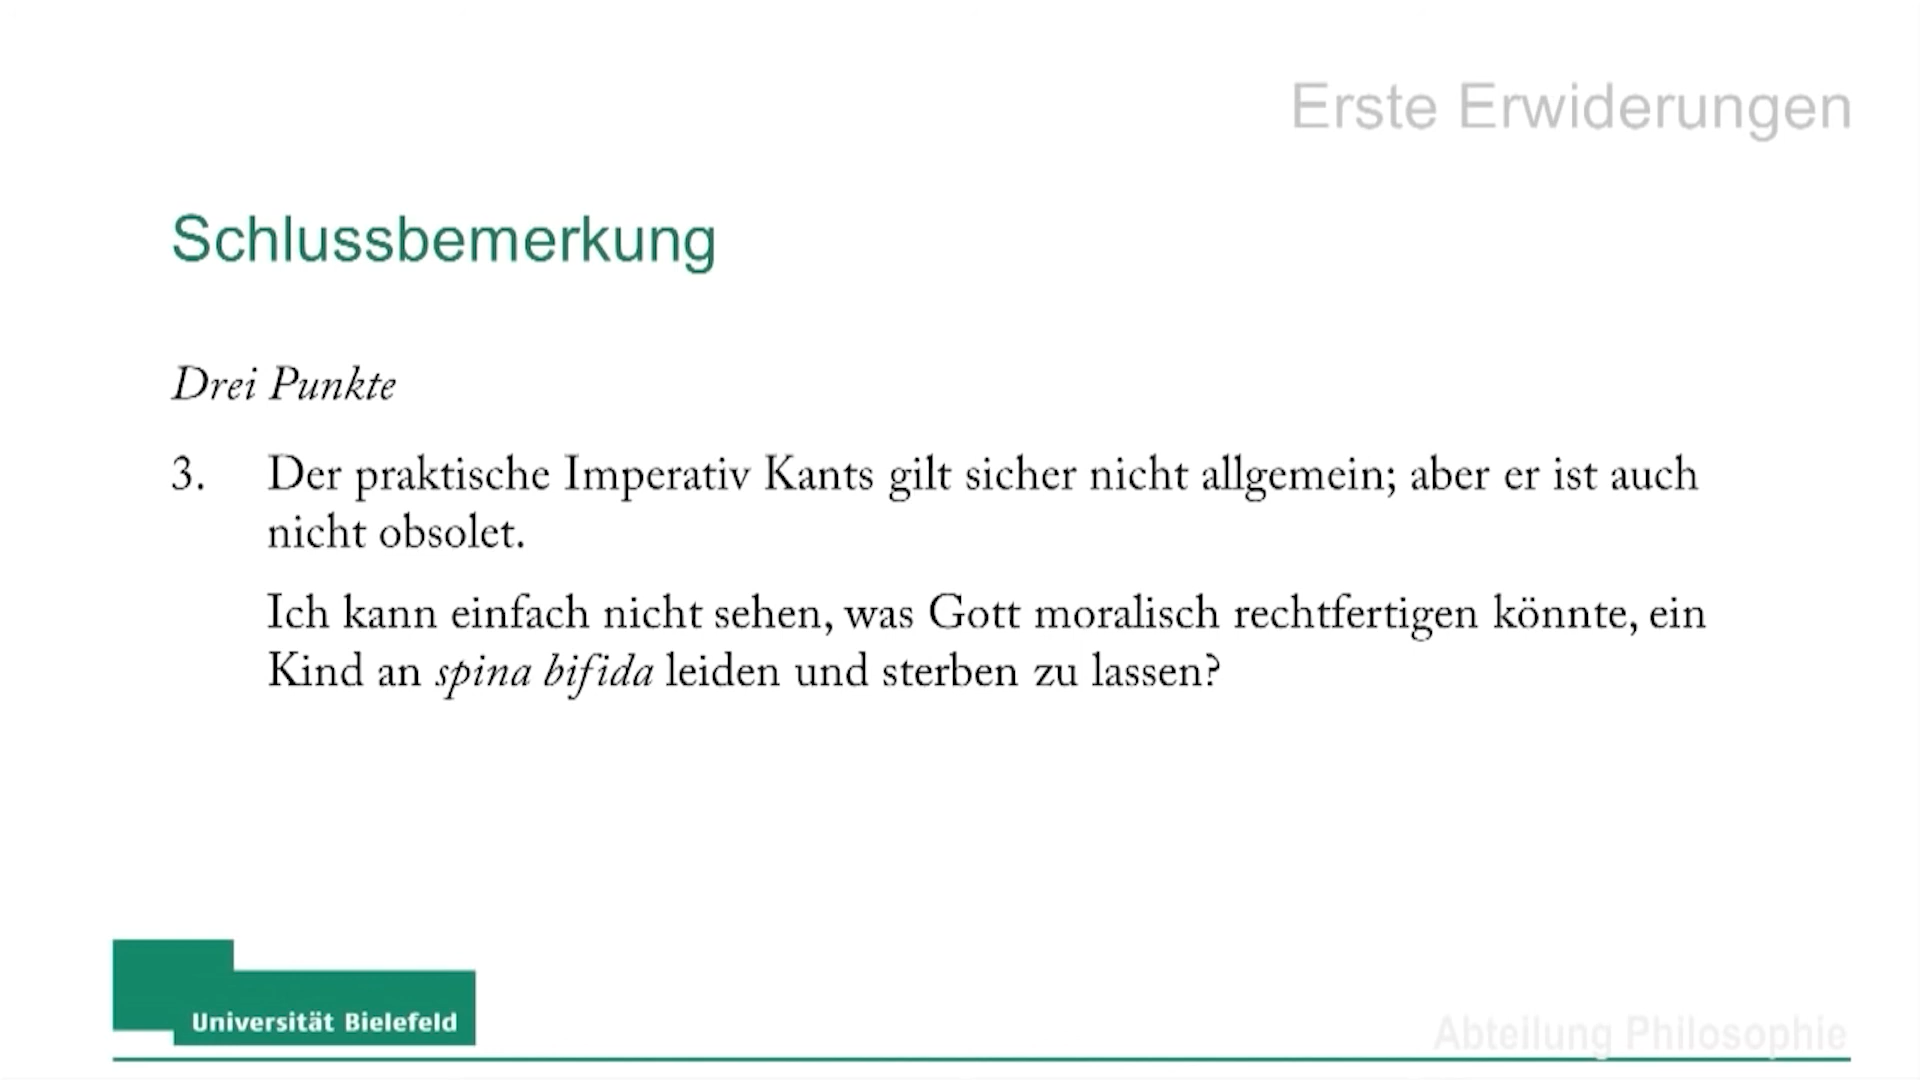 Erste Erwiderungen
Schlussbemerkung
Drei Punkte
3. Der praktische Imperativ Kants gilt sicher nicht allgemein; aber er ist auch
nicht obsolet.
Ich kann einfach nicht sehen, was Gott moralisch rechtfertigen könnte, ein
Kind an spina bifida leiden und sterben zu lassen?
Universität Bielefeld
Abteilung Philosophie